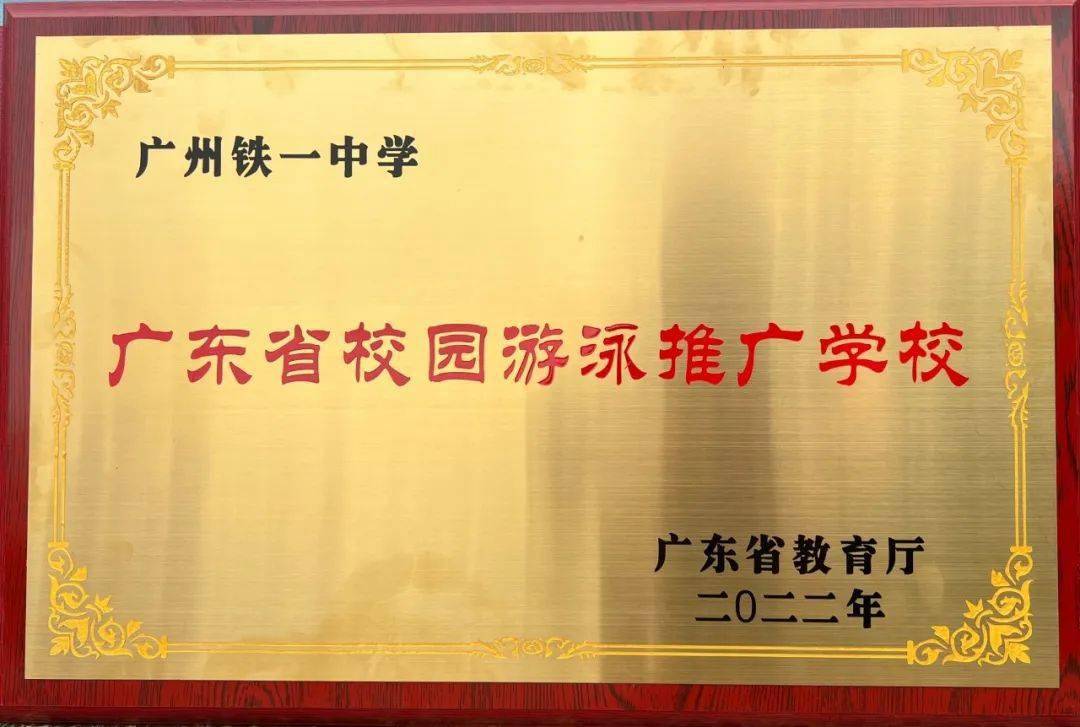 广州铁一中学
广东省校园游泳推广学校
广东省教育厅
二0二二年